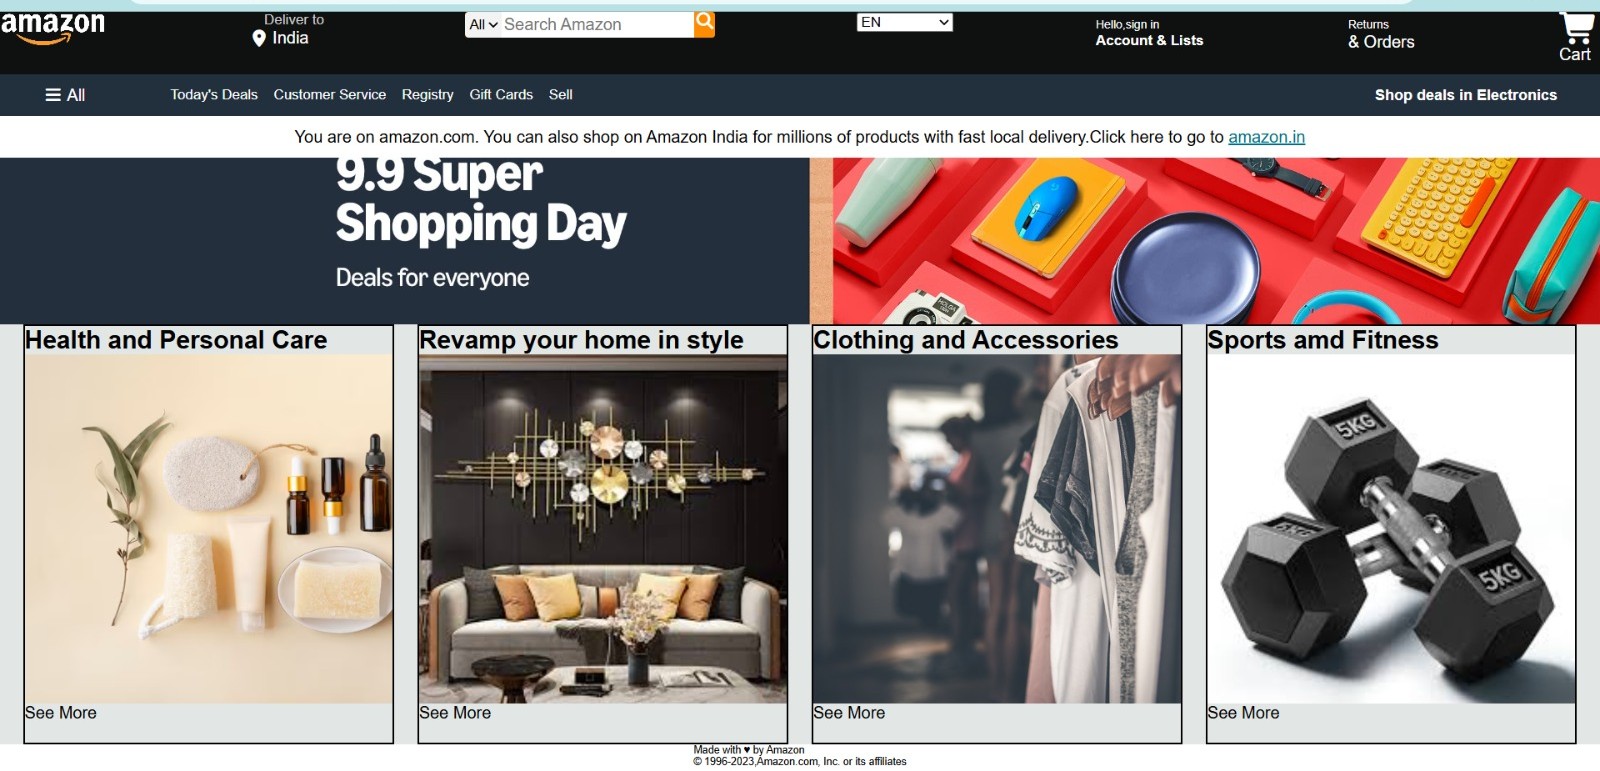 amazon
Deliver to
India
All
Search Amazon
EN
Hello,sign in
Account & Lists
Returns
& Orders
Cart
All
Today's Deals
Customer Service
Registry
Gift Cards
Sell
Shop deals in Electronics
You are on amazon.com. You can also shop on Amazon India for millions of products with fast local delivery.Click here to go to amazon.in
9.9 Super
Shopping Day
Deals for everyone
Health and Personal Care
Revamp your home in style
Clothing and Accessories
Sports amd Fitness
5KG
5KG
5KG
See More
See More
See More
See More
Made with ♥ by Amazon
© 1996-2023,Amazon.com, Inc. or its affiliates